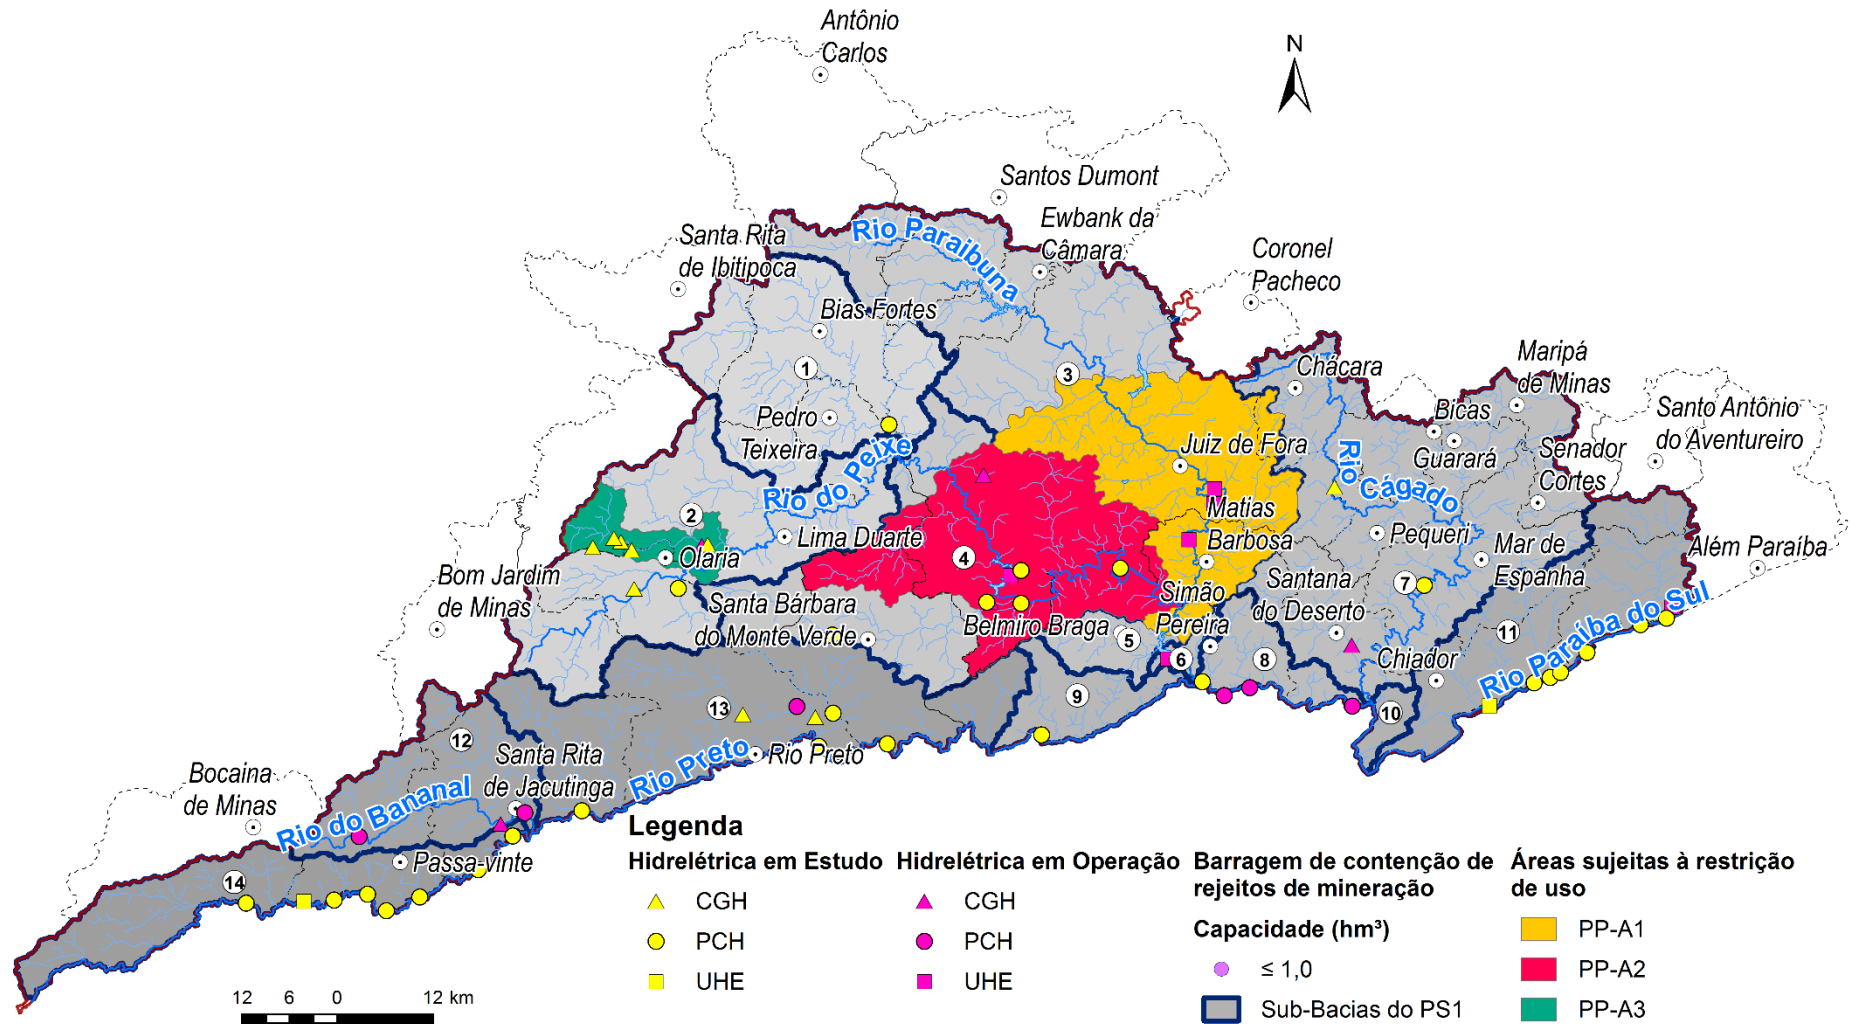 Antônio
Carlos
N
Santos Dumont
Ewbank da
Câmara
Rio Paraibuna
Santa Rita
de Ibitipoca
Coronel
Pacheco
Bias Fortes
1
3
Chácara
Maripá
de Minas
Pedro
Teixeira
Bicas
Guarará
Santo Antônio
do Aventureiro
Juiz de Fora
Senador
Cortes
Rio do Peixe
Rio Cágado
2
Matias
Barbosa
Lima Duarte
Pequeri
Olaria
4
Mar de
Espanha
Além Paraíba
Bom Jardim
de Minas
Santana
do Deserto
7
Simão
Pereira
Santa Bárbara
do Monte Verde
Belmiro Braga
5
6
8
11
Chiador
Rio Paraíba do Sul
9
10
13
12
Santa Rita
de Jacutinga
Rio Preto
Rio Preto
Bocaina
de Minas
Rio do Bananal
Passa-vinte
14
Legenda
Hidrelétrica em Estudo
CGH
PCH
UHE
Hidrelétrica em Operação
CGH
PCH
UHE
Barragem de contenção de
rejeitos de mineração
Capacidade (hm³)
≤ 1,0
Sub-Bacias do PS1
Áreas sujeitas à restrição
de uso
PP-A1
PP-A2
PP-A3
12 6 0 12 km